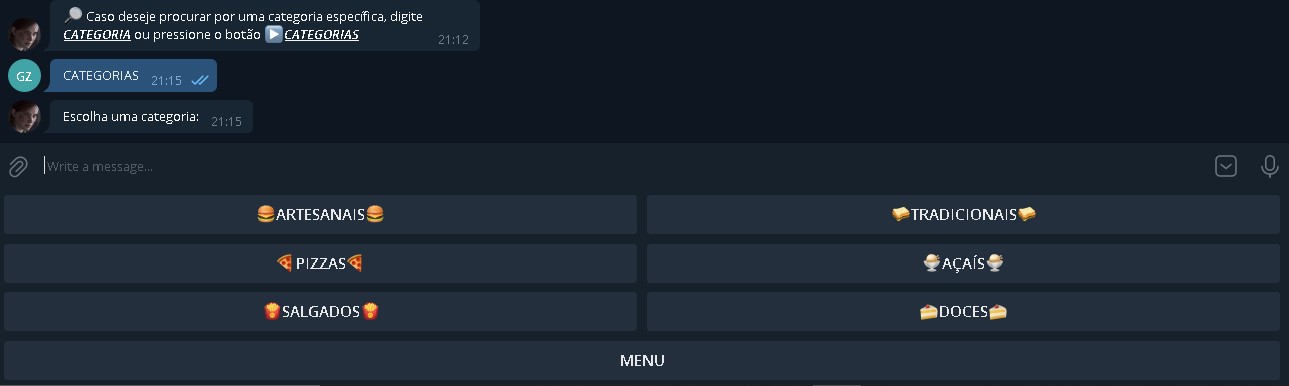 🔎 Caso deseje procurar por uma categoria específica, digite
CATEGORIA ou pressione o botão ▶️CATEGORIAS
21:12
GZ
CATEGORIAS 21:15
Escolha uma categoria: 21:15
Write a message...
🍔ARTESANAIS🍔
🥪TRADICIONAIS🥪
🍕PIZZAS🍕
🍨AÇAÍS🍨
🍟SALGADOS🍟
🍰DOCES🍰
MENU